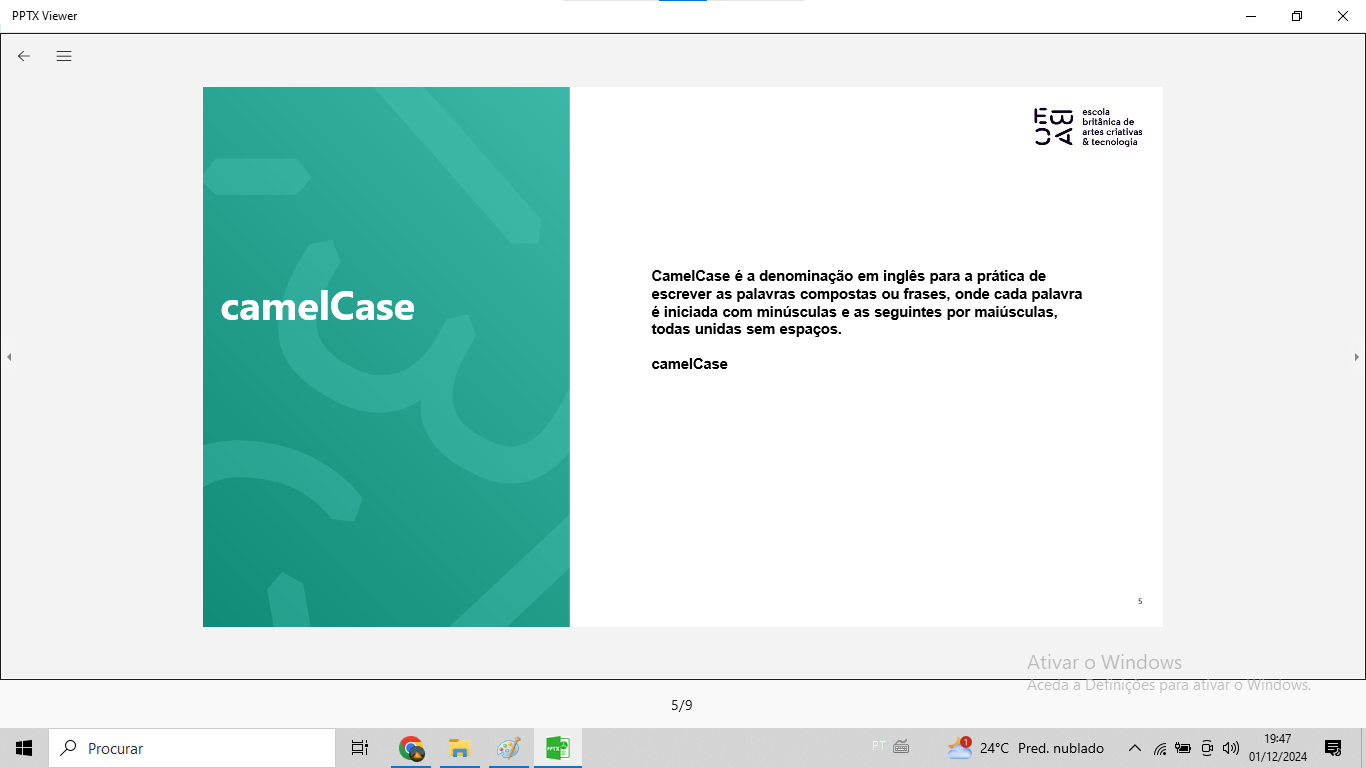 PPTX Viewer
escola
britânica de
artes criativas
& tecnologia
camelCase
CamelCase é a denominação em inglês para a prática de
escrever as palavras compostas ou frases, onde cada palavra
é iniciada com minúsculas e as seguintes por maiúsculas,
todas unidas sem espaços.
camelCase
5
Ativar o Windows
Aceda a Definições para ativar o Windows.
5/9
Procurar
PPTX
PT
1
24°C Pred. nublado
19:47
01/12/2024